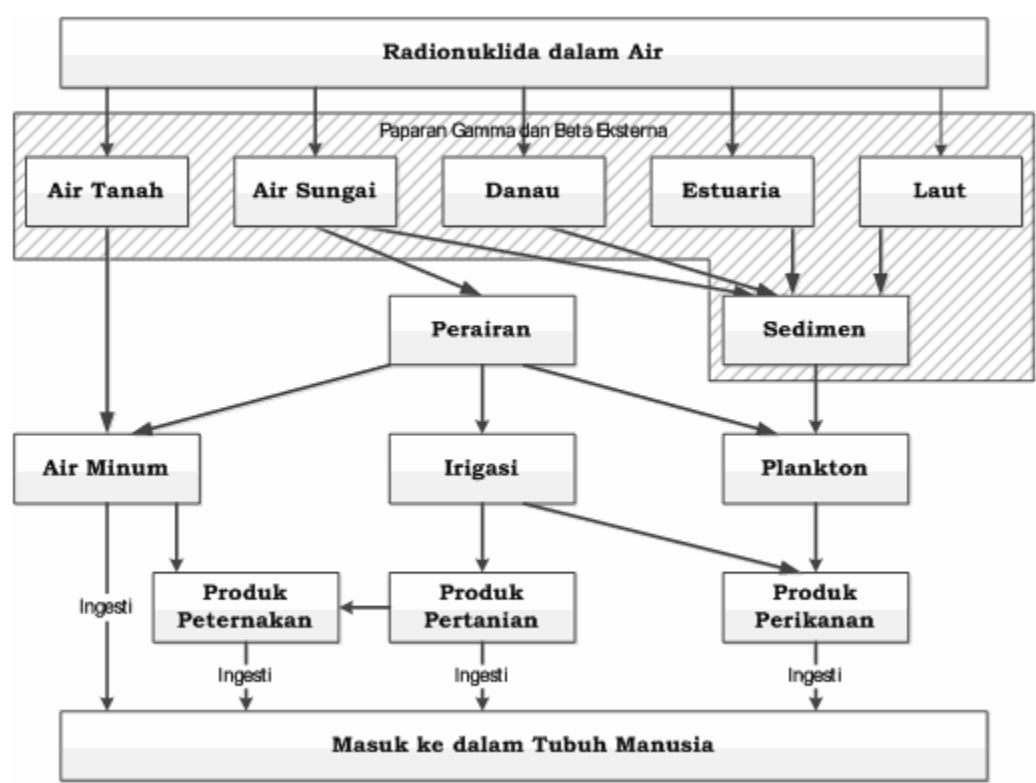 Radionuklida dalam Air
Paparan Gamma dan Beta Eksterna
Air Tanah
Air Sungai
Danau
Estuaria
Laut
Perairan
Sedimen
Air Minum
Irigasi
Plankton
Produk
Peternakan
Produk
Pertanian
Produk
Perikanan
Ingesti
Ingesti
Ingesti
Ingesti
Masuk ke dalam Tubuh Manusia